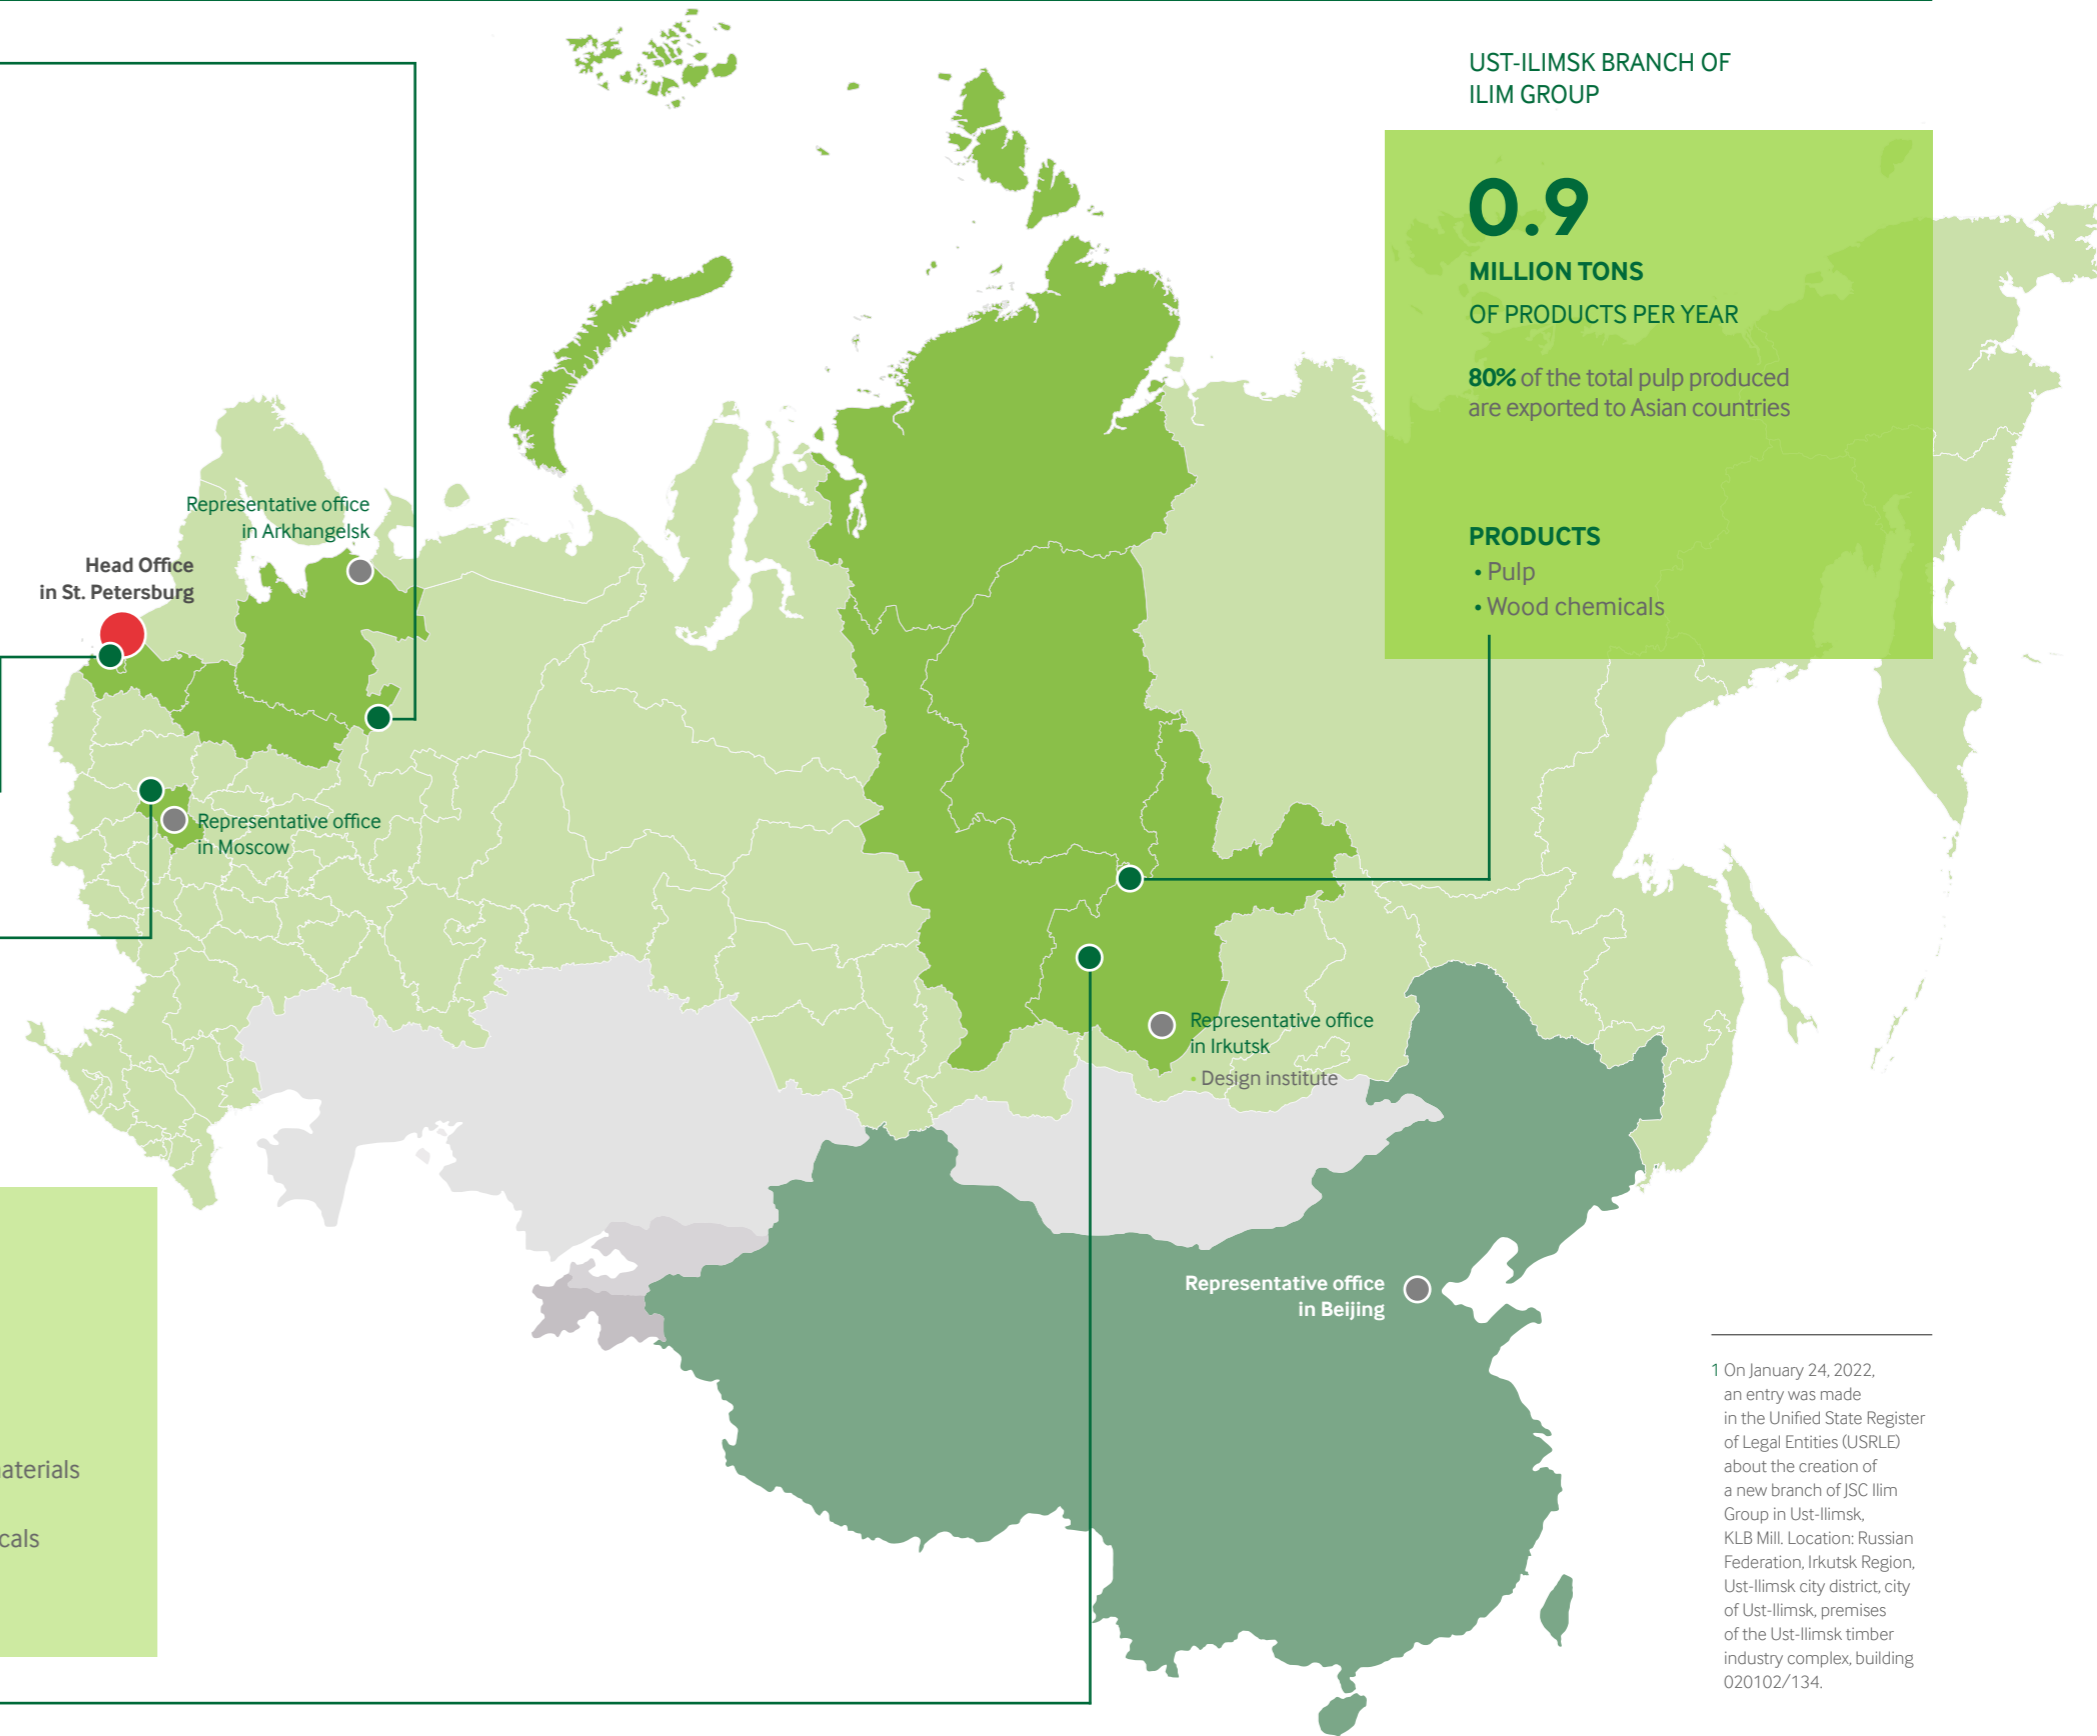 UST-ILIMSK BRANCH OF
ILIM GROUP
0.9
MILLION TONS
OF PRODUCTS PER YEAR
80% of the total pulp produced
are exported to Asian countries
PRODUCTS
• Pulp
• Wood chemicals
Representative office
in Arkhangelsk
Head Office
in St. Petersburg
Representative office
in Moscow
Representative office
in Irkutsk
• Design institute
Representative office
in Beijing
aterials
cals
1 On January 24, 2022,
an entry was made
in the Unified State Register
of Legal Entities (USRLE)
about the creation of
a new branch of JSC Ilim
Group in Ust-Ilimsk,
KLB Mill. Location: Russian
Federation, Irkutsk Region,
Ust-Ilimsk city district, city
of Ust-Ilimsk, premises
of the Ust-Ilimsk timber
industry complex, building
020102/134.